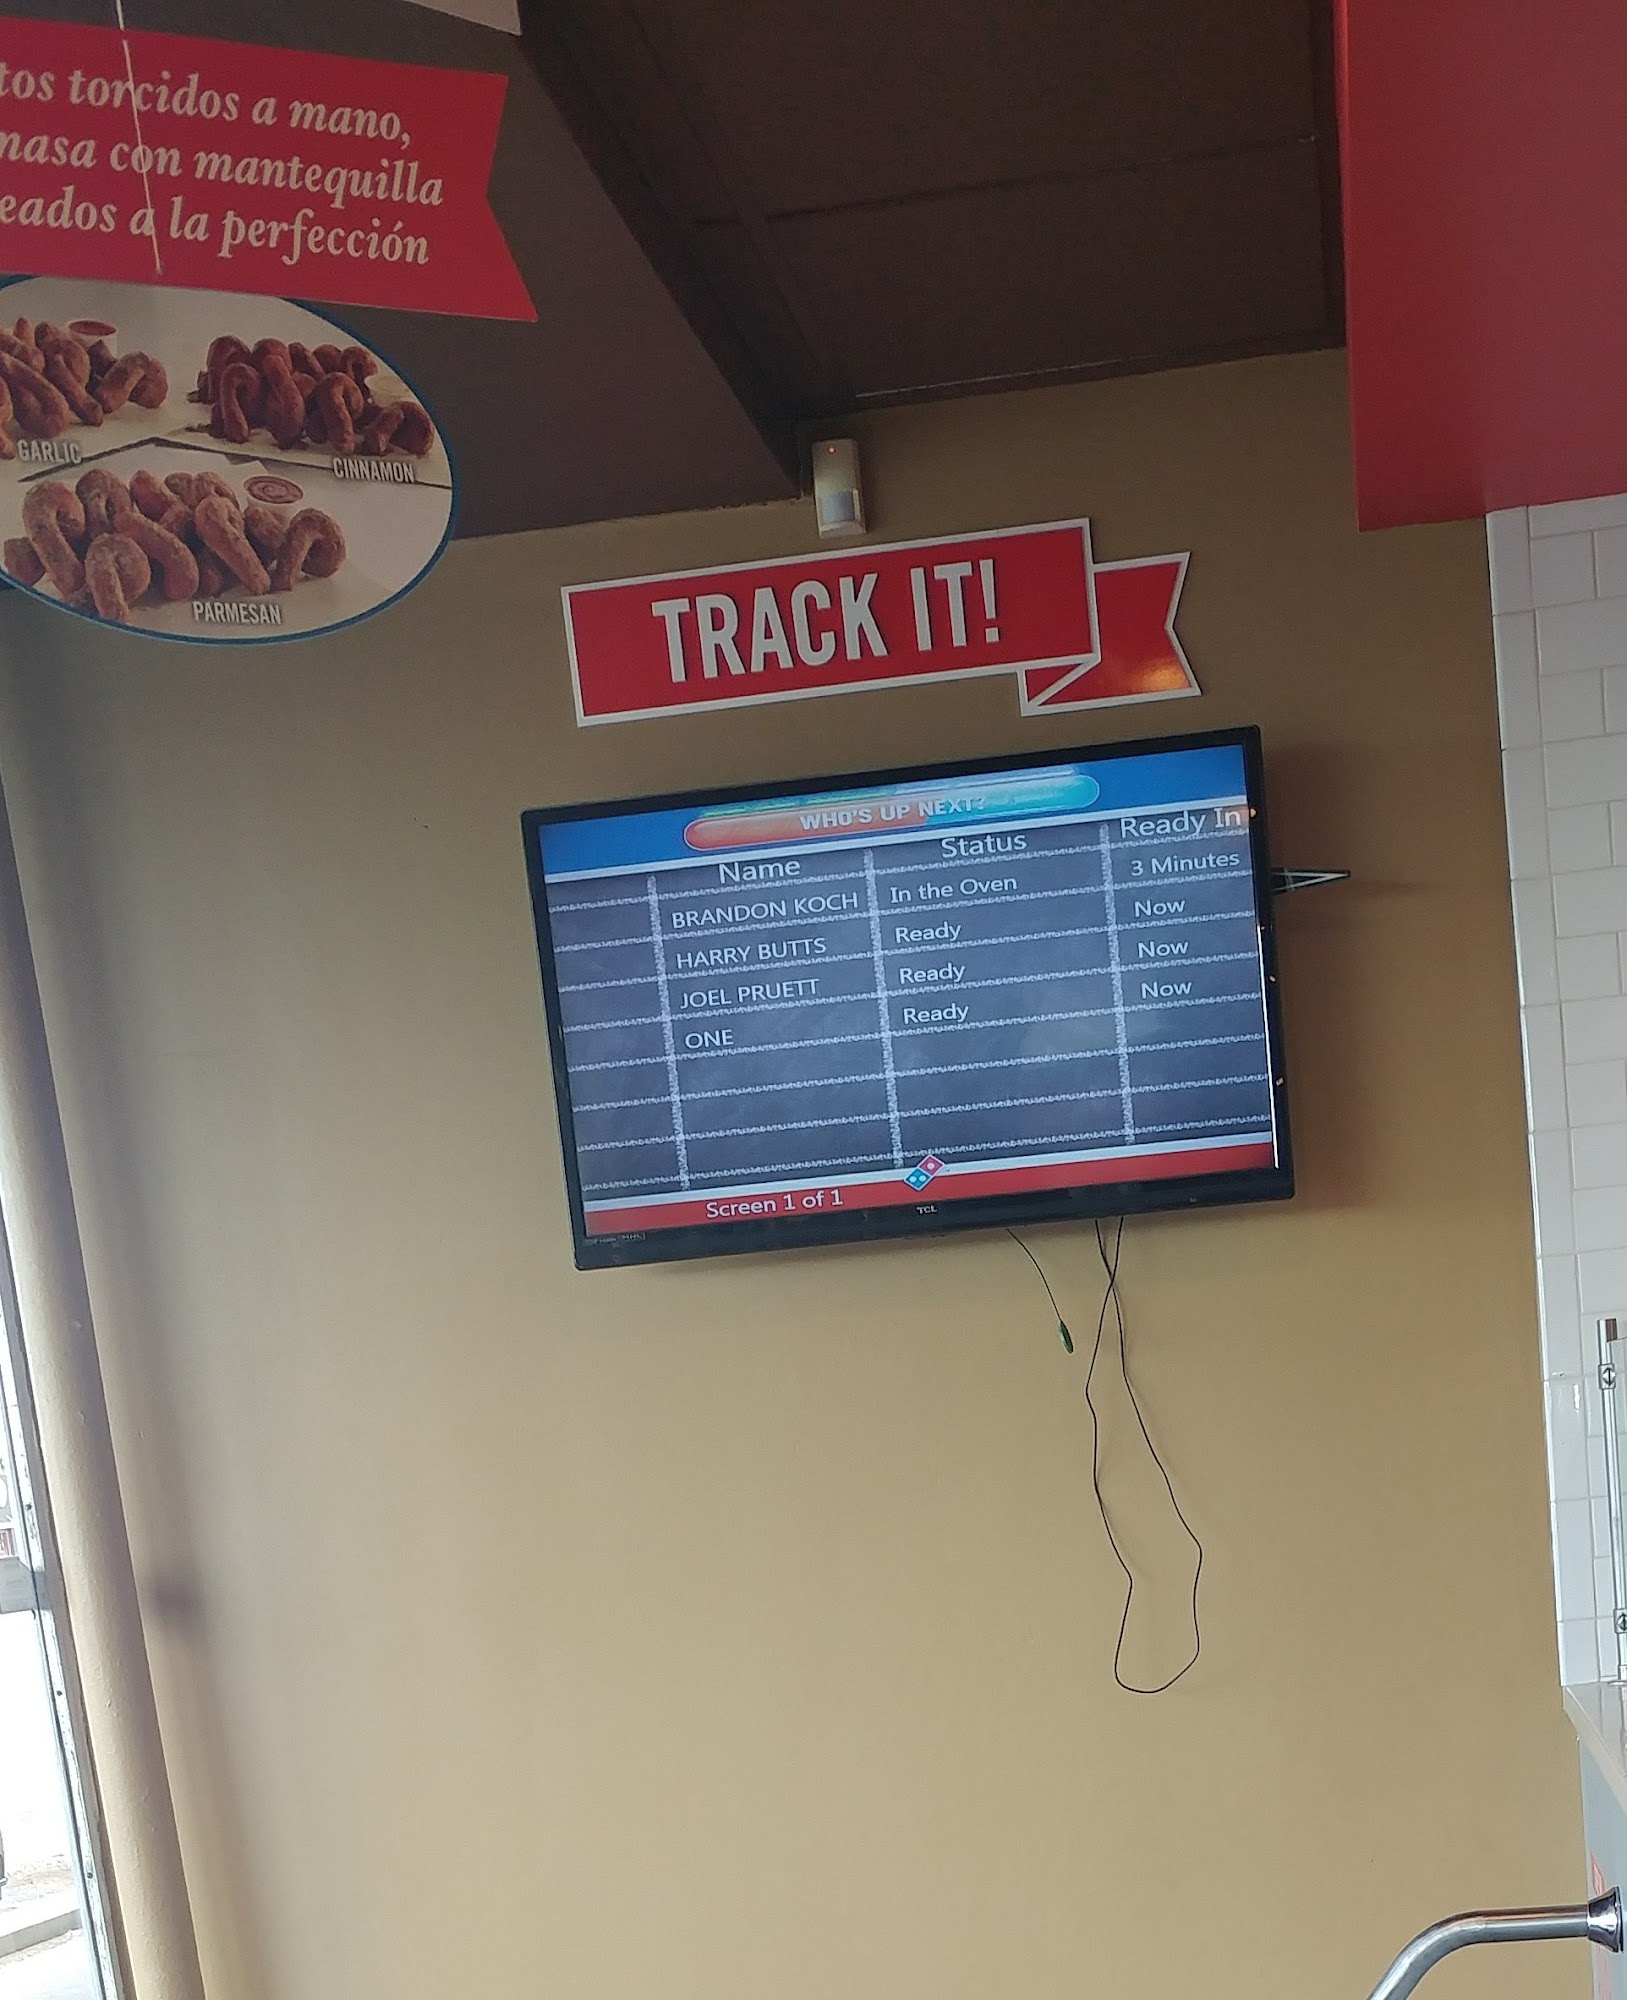 tos torcidos a mano,
masa con mantequilla
eados a la perfección
GARLIC
CINNAMON
PARMESAN
TRACK IT!
WHO'S UP NEXT?
Name Status Ready In
BRANDON KOCH In the Oven 3 Minutes
HARRY BUTTS Ready Now
JOEL PRUETT Ready Now
ONE Ready Now
Screen 1 of 1
TCL